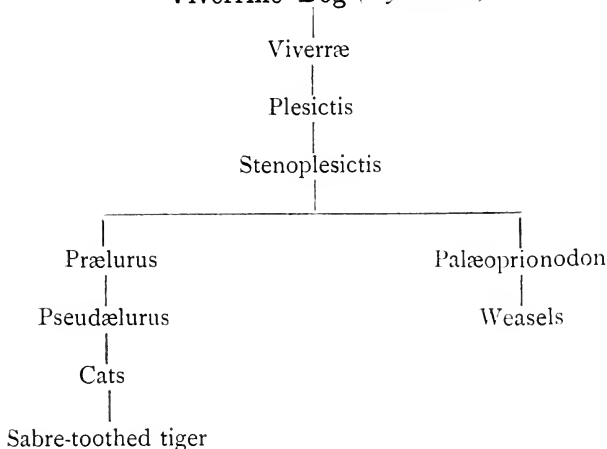 Viverrine Dog
Viverræ
Plesictis
Stenoplesictis
Prælurus Palæoprionodon
Pseudælurus Weasels
Cats
Sabre-toothed tiger